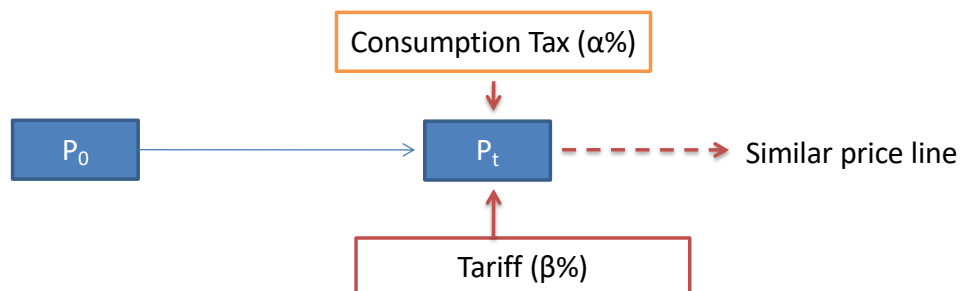 Consumption Tax (α%)
P₀
Pₜ
Similar price line
Tariff (β%)